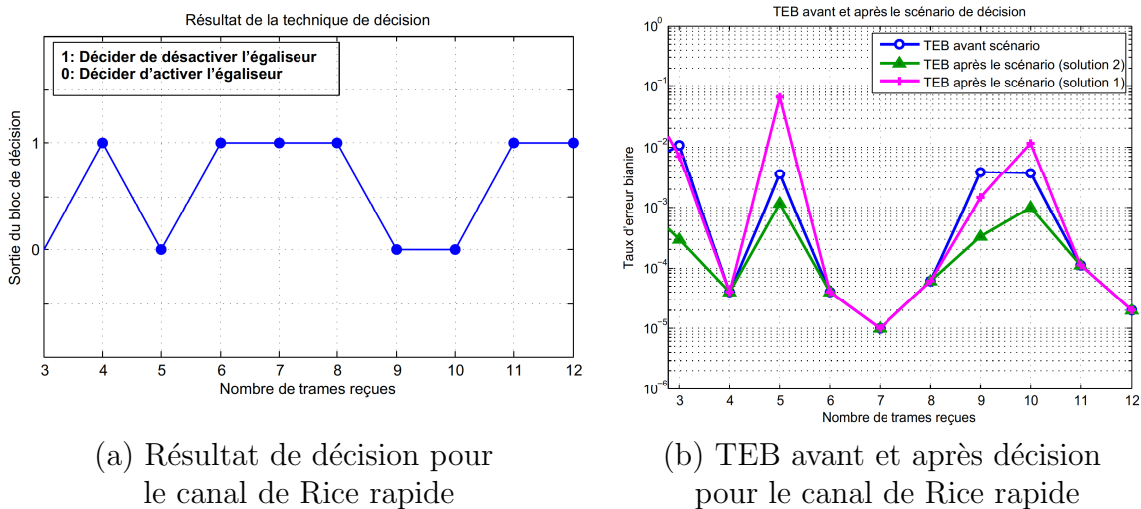 Résultat de la technique de décision
1: Décider de désactiver l'égaliseur
0: Décider d'activer l'égaliseur
Sortie du bloc de décision
1
0
3 4 5 6 7 8 9 10 11 12
Nombre de trames reçues
(a) Résultat de décision pour
le canal de Rice rapide
TEB avant et après le scénario de décision
TEB avant scénario
TEB après le scénario (solution 2)
TEB après le scénario (solution 1)
Taux d'erreur bianire
10^0
10^-1
10^-2
10^-3
10^-4
10^-5
10^-6
3 4 5 6 7 8 9 10 11 12
Nombre de trames reçues
(b) TEB avant et après décision
pour le canal de Rice rapide